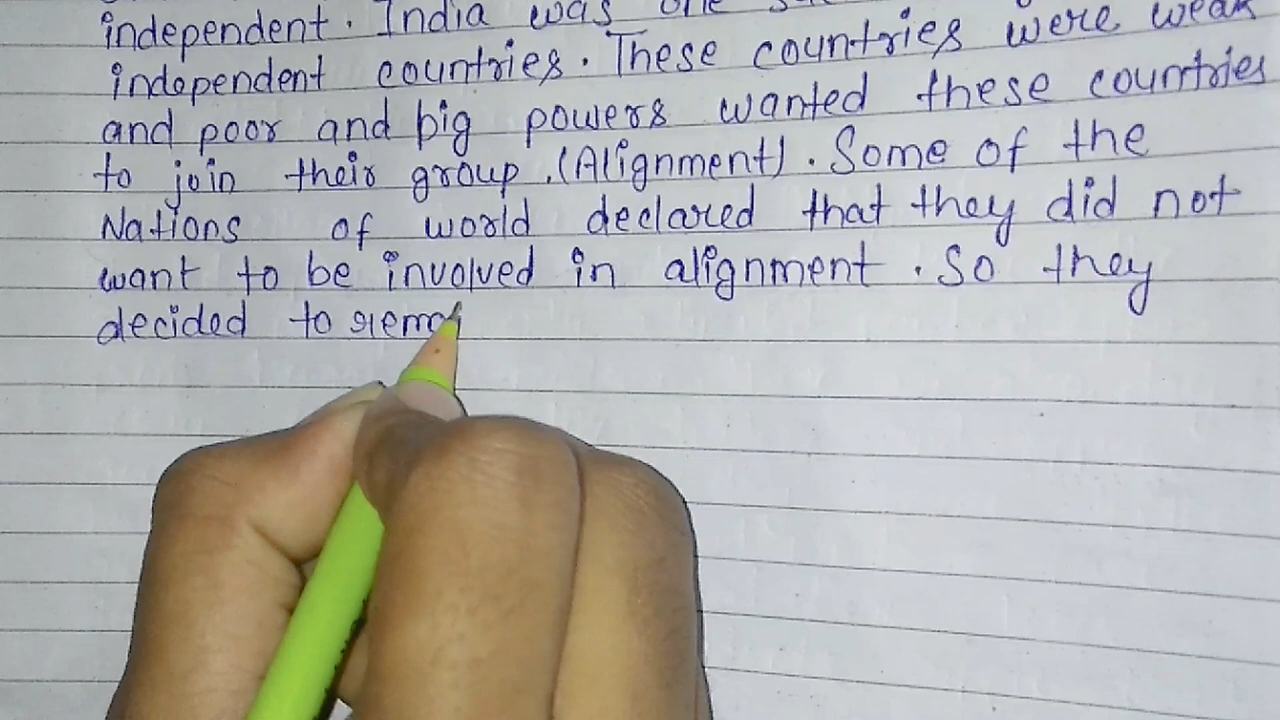 independent. India was one
independent countries. These countries were weak
and poor and big powers wanted these countries
to join their group.(Alignment). Some of the
Nations of world declared that they did not
want to be involved in alignment. So they
decided to rema